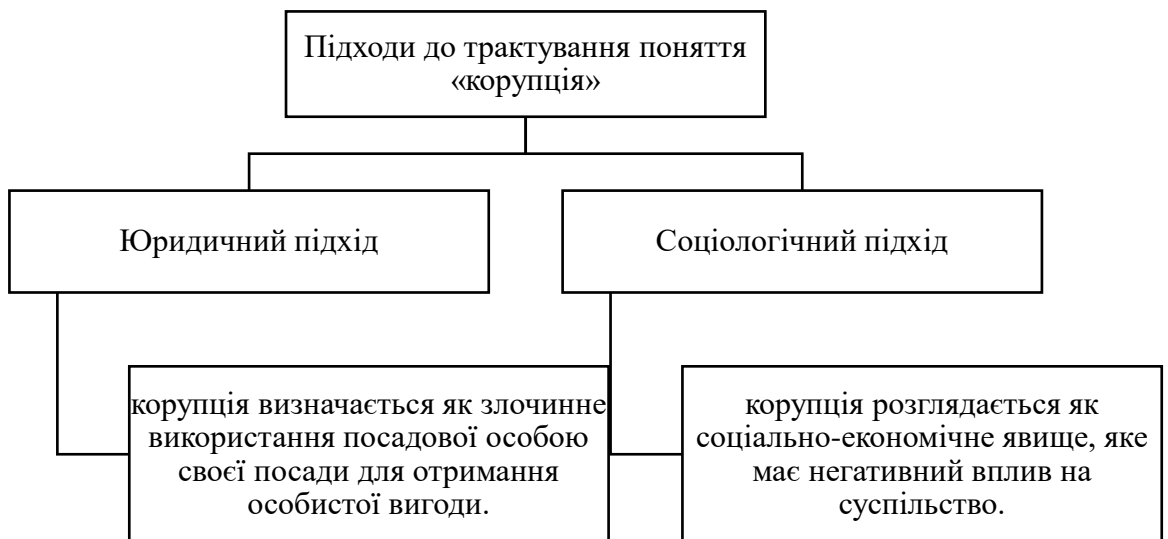 Підходи до трактування поняття
«корупція»
Юридичний підхід
Соціологічний підхід
корупція визначається як злочинне
використання посадової особою
своєї посади для отримання
особистої вигоди.
корупція розглядається як
соціально-економічне явище, яке
має негативний вплив на
суспільство.